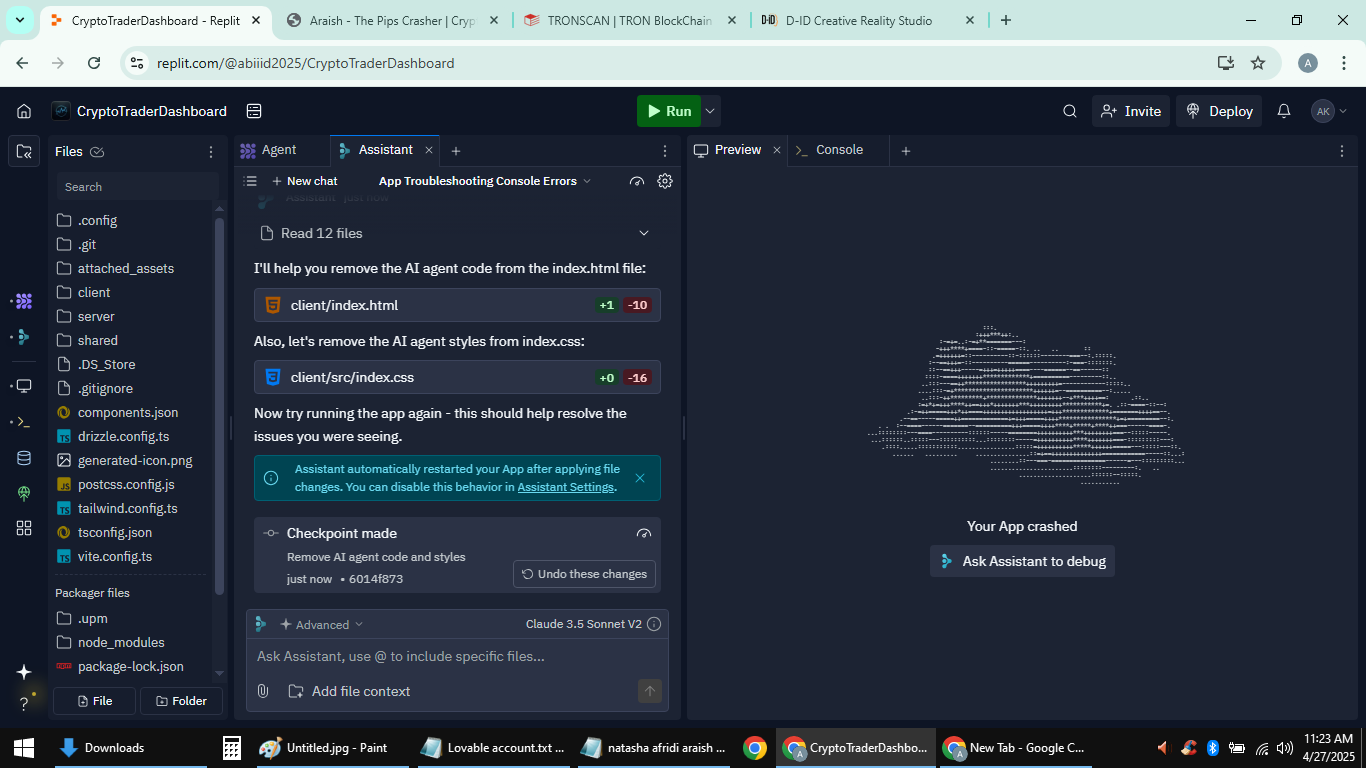 CryptoTraderDashboard - Replit
Araish - The Pips Crasher | Cryp
TRONSCAN | TRON BlockChain
D-ID D-ID Creative Reality Studio
replit.com/@abiiid2025/CryptoTraderDashboard
A
CryptoTraderDashboard
Run
Invite
Deploy
AK
Files
Search
.config
.git
attached_assets
client
server
shared
.DS_Store
.gitignore
components.json
drizzle.config.ts
generated-icon.png
postcss.config.js
tailwind.config.ts
tsconfig.json
vite.config.ts
Packager files
.upm
node_modules
package-lock.json
File
Folder
Agent
Assistant
New chat
App Troubleshooting Console Errors
Assistant just now
Read 12 files
I'll help you remove the AI agent code from the index.html file:
client/index.html +1 -10
Also, let's remove the AI agent styles from index.css:
client/src/index.css +0 -16
Now try running the app again - this should help resolve the
issues you were seeing.
Assistant automatically restarted your App after applying file
changes. You can disable this behavior in Assistant Settings.
Checkpoint made
Remove AI agent code and styles
just now • 6014f873
Undo these changes
Advanced
Claude 3.5 Sonnet V2
Ask Assistant, use @ to include specific files...
Add file context
Preview
Console
Your App crashed
Ask Assistant to debug
Downloads
Untitled.jpg - Paint
Lovable account.txt ...
natasha afridi araish ...
CryptoTraderDashbo...
New Tab - Google C...
11:23 AM
4/27/2025